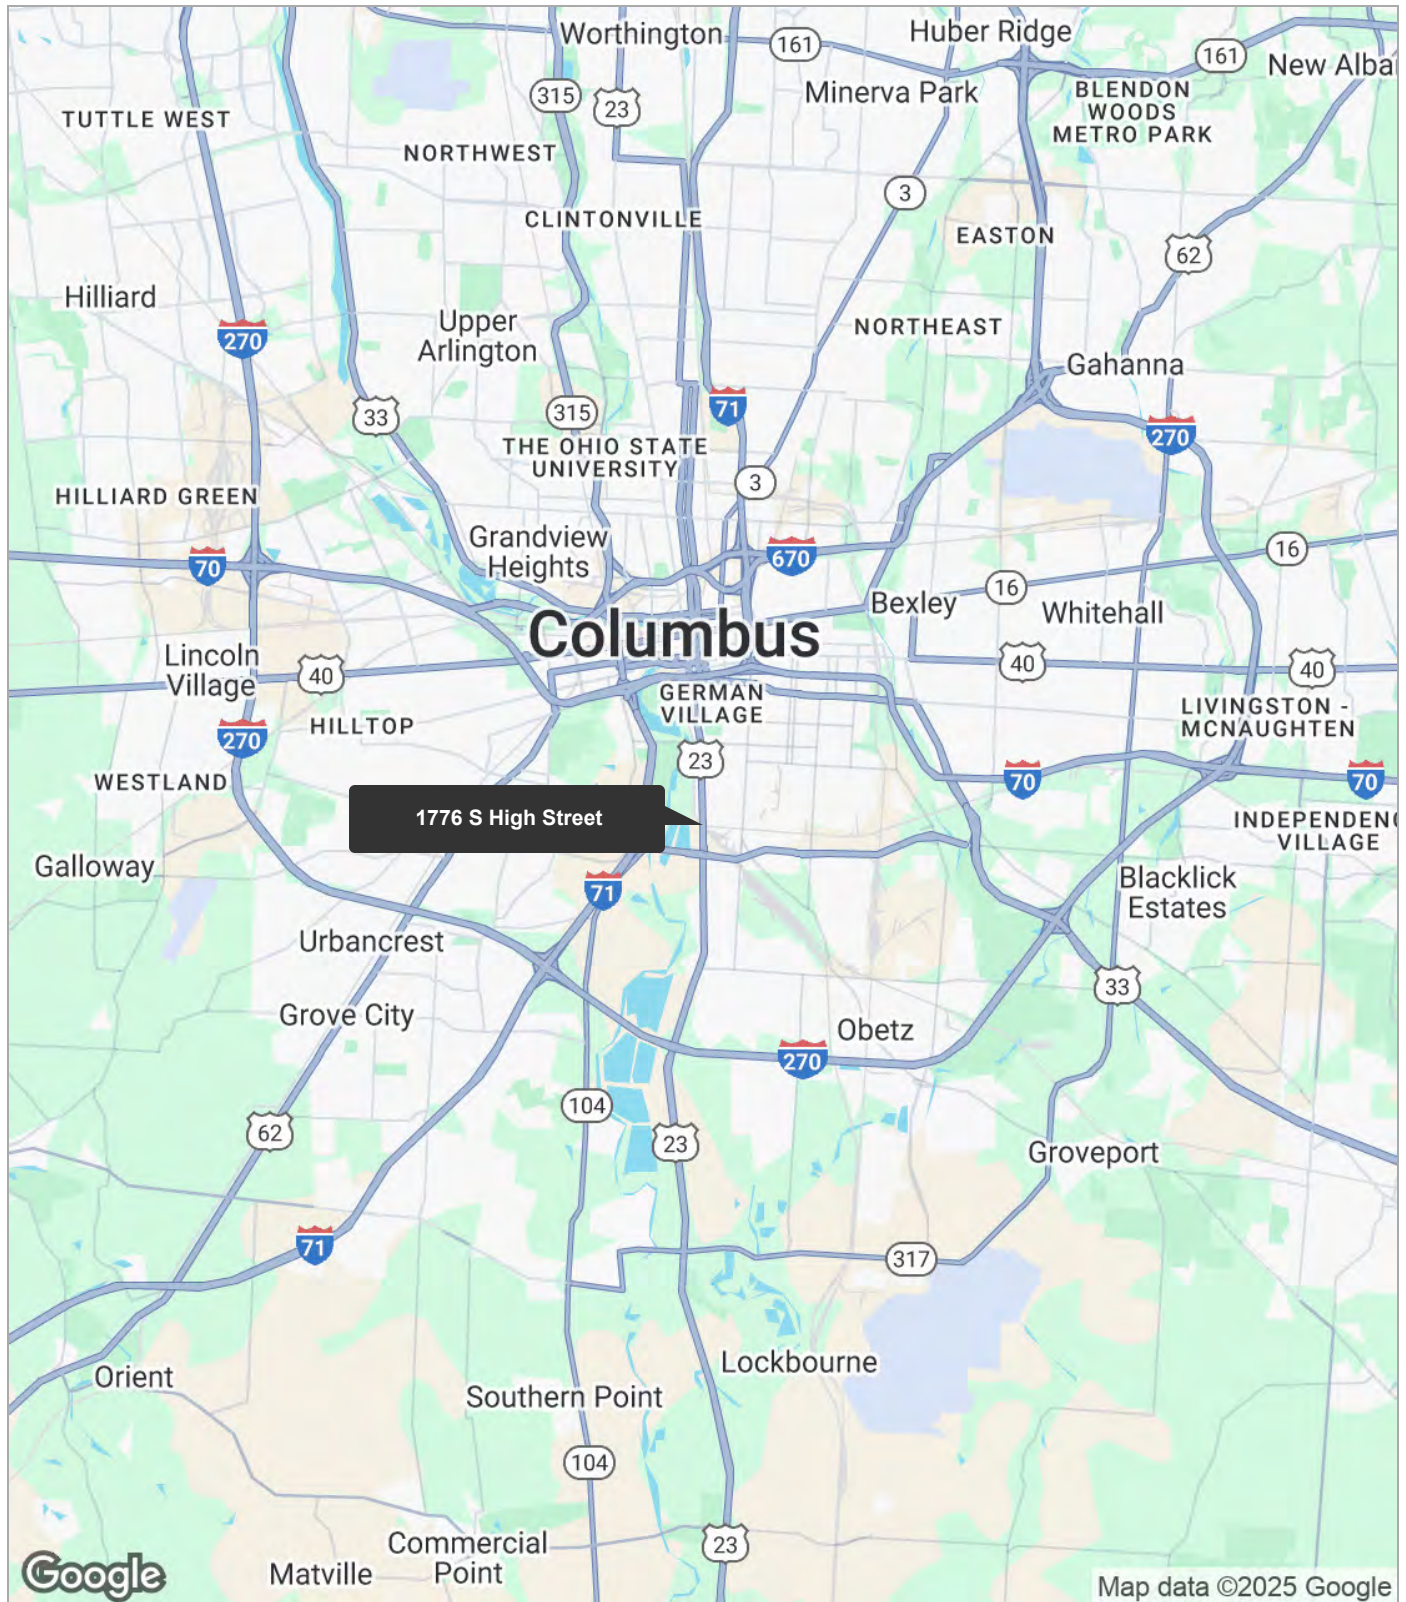 Worthington
161
Huber Ridge
161
New Alba
315
23
Minerva Park
BLENDON
WOODS
METRO PARK
TUTTLE WEST
NORTHWEST
3
CLINTONVILLE
EASTON
62
Hilliard
270
Upper
Arlington
NORTHEAST
Gahanna
33
315
71
270
THE OHIO STATE
UNIVERSITY
3
HILLIARD GREEN
Grandview
Heights
70
670
16
16
Bexley
Whitehall
Columbus
Lincoln
Village
40
40
40
GERMAN
VILLAGE
LIVINGSTON -
MCNAUGHTEN
HILLTOP
270
23
WESTLAND
70
70
1776 S High Street
INDEPENDENC
VILLAGE
Galloway
71
Blacklick
Estates
Urbancrest
33
Grove City
Obetz
270
104
62
23
Groveport
71
317
Lockbourne
Orient
Southern Point
104
Commercial
Point
23
Matville
Google
Map data ©2025 Google